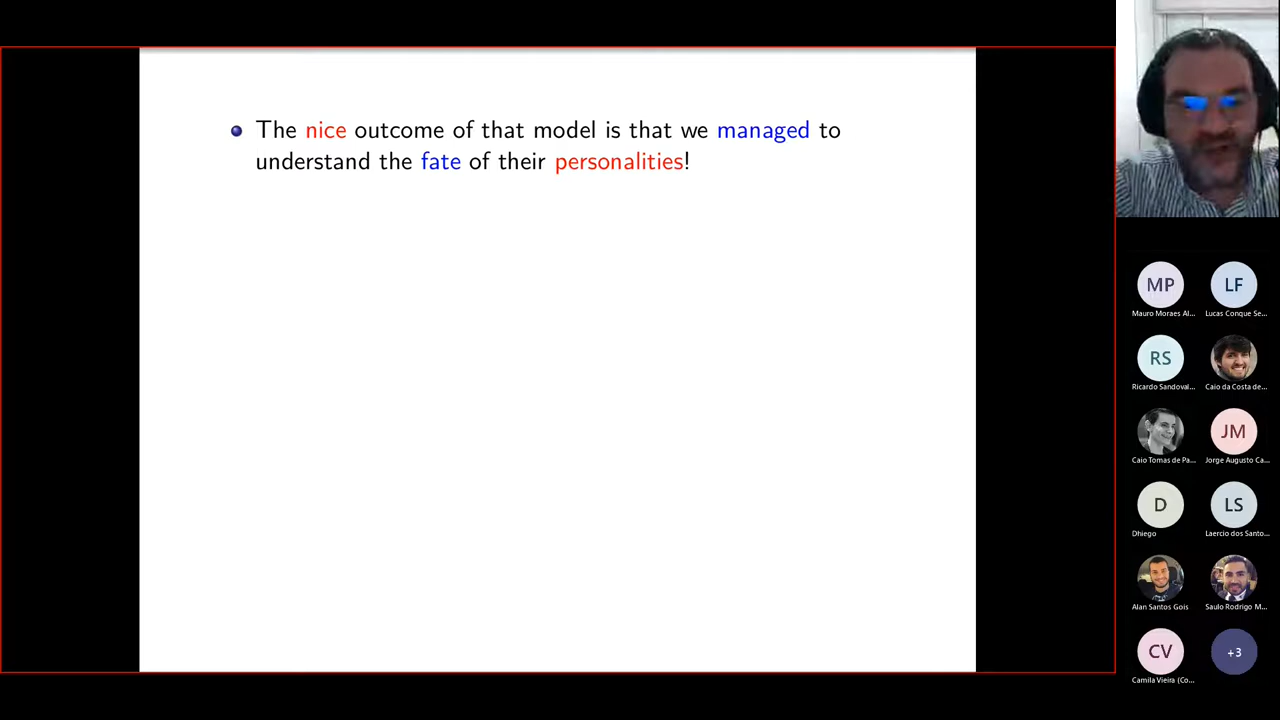 The nice outcome of that model is that we managed to
understand the fate of their personalities!
MP
LF
Mauro Moraes Al...
Lucas Conque Se...
RS
Ricardo Sandoval...
Caio da Costa de...
JM
Caio Tomas de Pa...
Jorge Augusto Ca...
D
LS
Dhiego
Laercio dos Santo...
Alan Santos Gois
Saulo Rodrigo M...
CV
+3
Camila Vieira (Co...